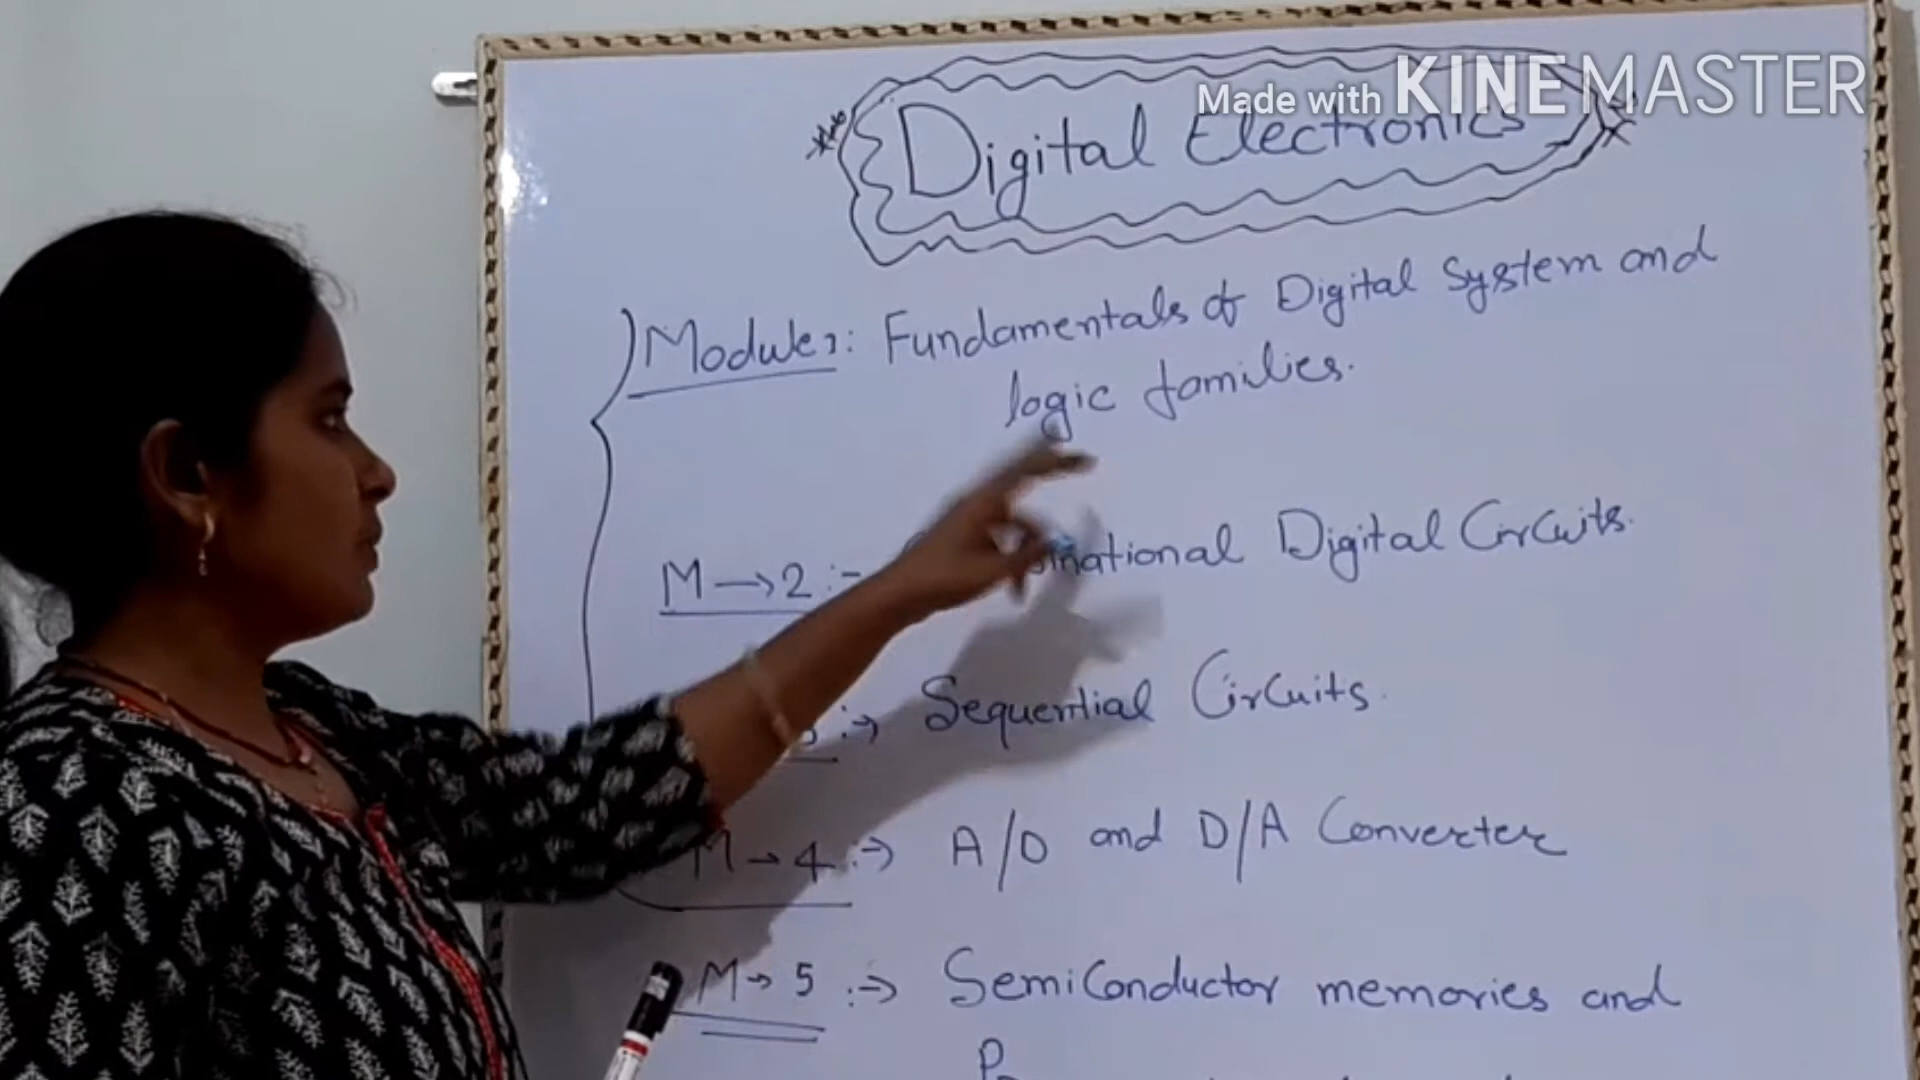 Made with KINEMASTER
Digital Electronics
Module 1: Fundamentals of Digital System and
logic families.
M → 2 :- Digital Circuits.
:→ Sequential Circuits.
M → 4 :→ A/D and D/A Converter
M → 5 :→ SemiConductor memories and